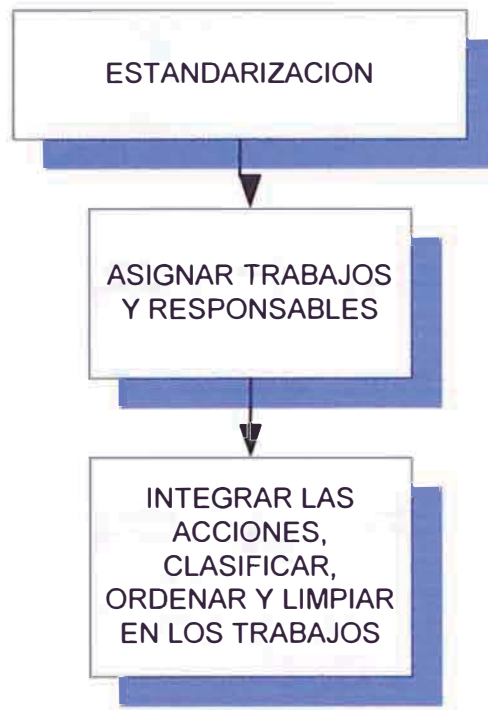 ESTANDARIZACION
ASIGNAR TRABAJOS
Y RESPONSABLES
INTEGRAR LAS
ACCIONES,
CLASIFICAR,
ORDENAR Y LIMPIAR
EN LOS TRABAJOS